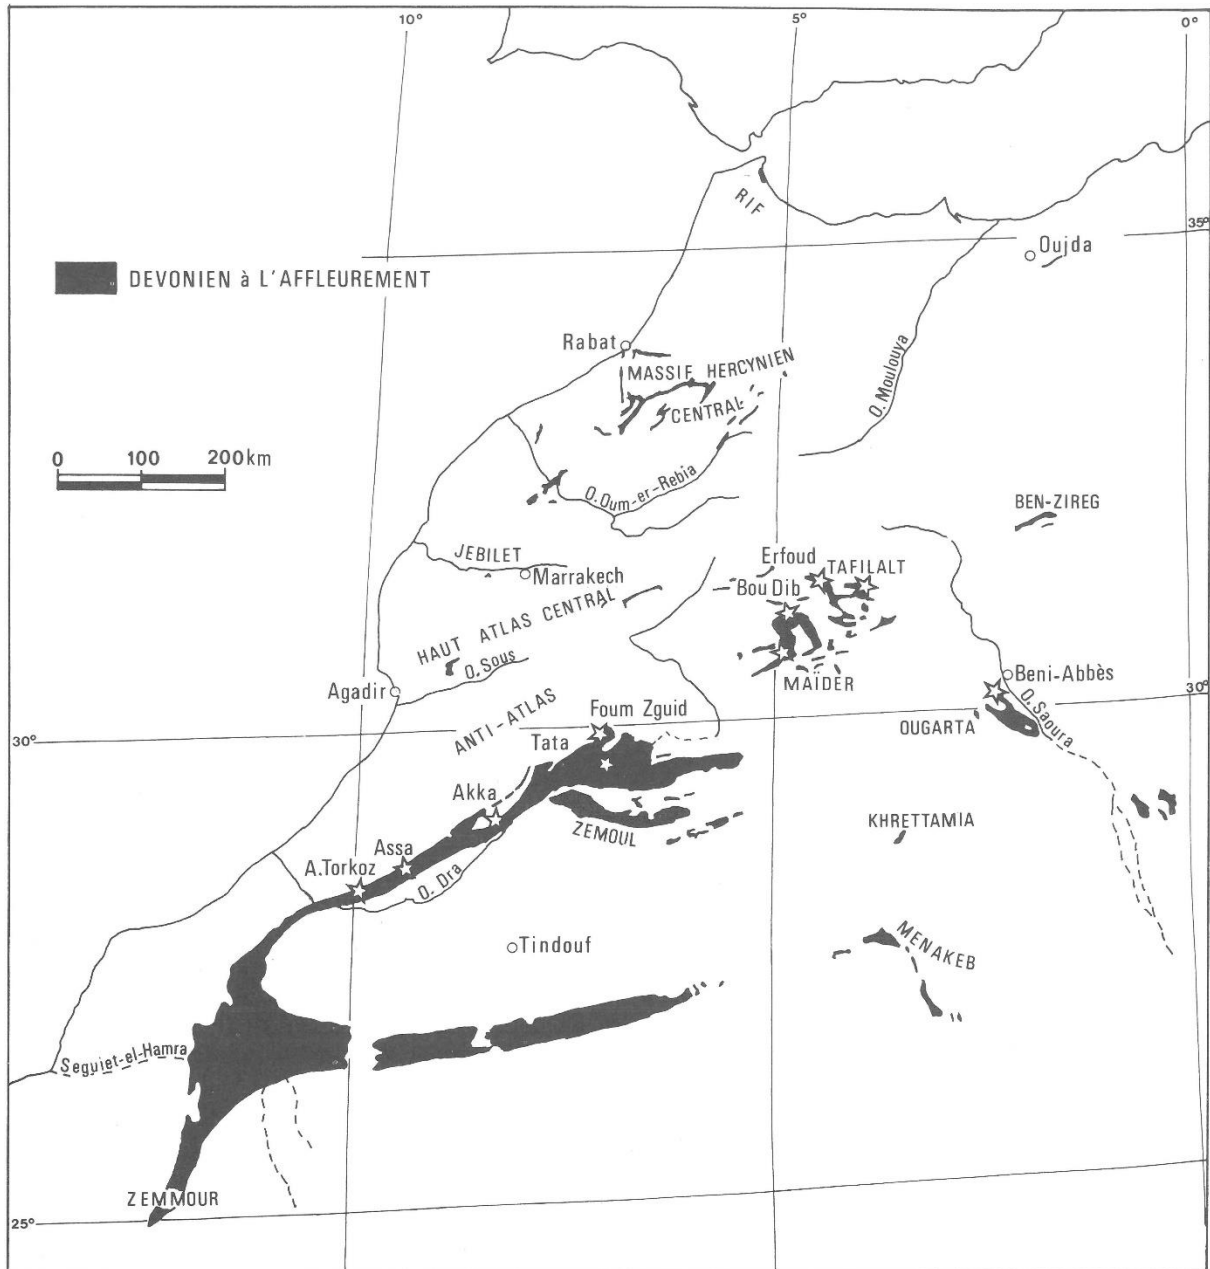 10°
5°
0°
RIF
35°
Oujda
DEVONIEN à L'AFFLEUREMENT
Rabat
MASSIF HERCYNIEN
CENTRAL
O. Moulouya
0 100 200 km
O. Oum-er-Rebia
BEN-ZIREG
JEBILET
Marrakech
Erfoud
TAFILALT
Bou Dib
HAUT ATLAS CENTRAL
O. Sous
MAÏDER
Beni-Abbès
Agadir
30°
O. Saoura
OUGARTA
ANTI-ATLAS
Foum Zguid
30°
Tata
Akka
ZEMOUL
KHRETTAMIA
Assa
A. Torkoz
O. Dra
Tindouf
MENAKEB
Seguiet-el-Hamra
ZEMMOUR
25°